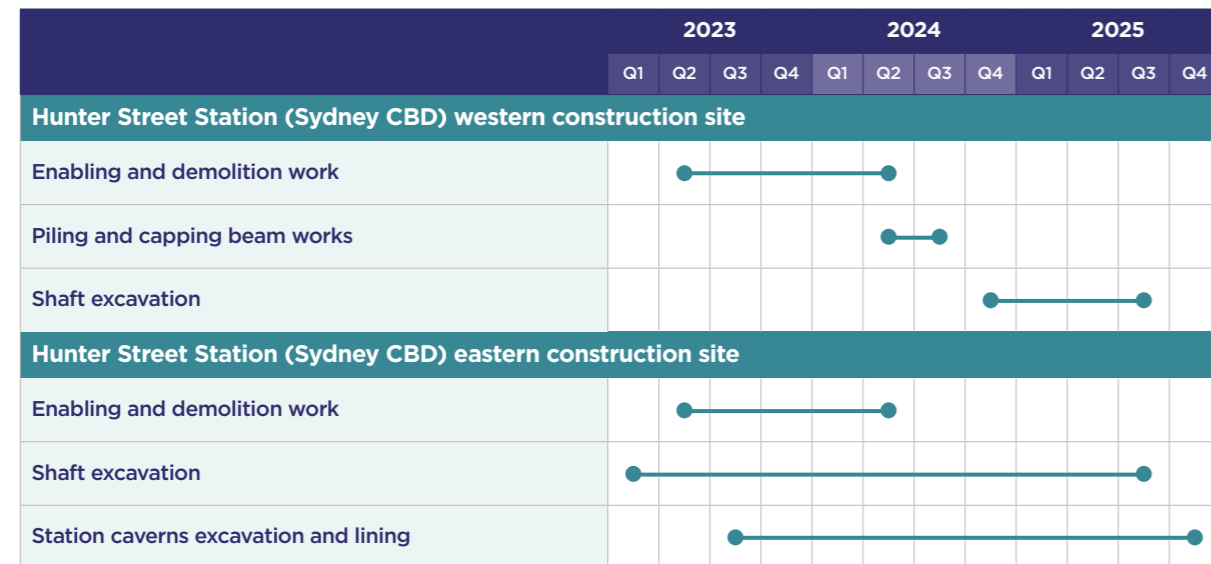 2023 2024 2025
Q1 Q2 Q3 Q4 Q1 Q2 Q3 Q4 Q1 Q2 Q3 Q4
Hunter Street Station (Sydney CBD) western construction site
Enabling and demolition work
Piling and capping beam works
Shaft excavation
Hunter Street Station (Sydney CBD) eastern construction site
Enabling and demolition work
Shaft excavation
Station caverns excavation and lining